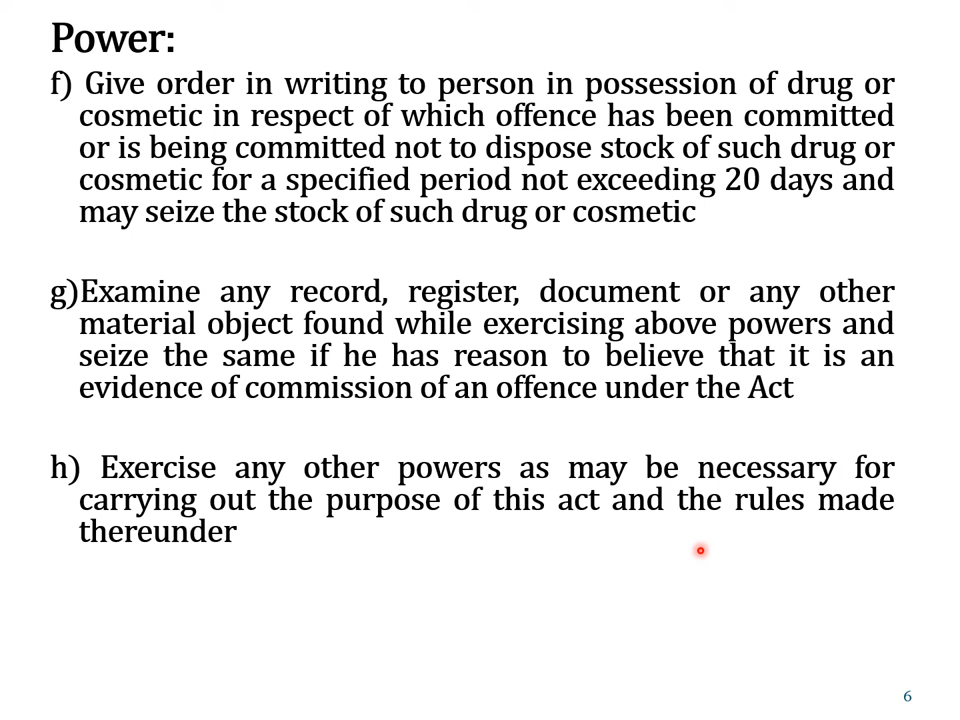 Power:
f) Give order in writing to person in possession of drug or
cosmetic in respect of which offence has been committed
or is being committed not to dispose stock of such drug or
cosmetic for a specified period not exceeding 20 days and
may seize the stock of such drug or cosmetic
g)Examine any record, register, document or any other
material object found while exercising above powers and
seize the same if he has reason to believe that it is an
evidence of commission of an offence under the Act
h) Exercise any other powers as may be necessary for
carrying out the purpose of this act and the rules made
thereunder
6